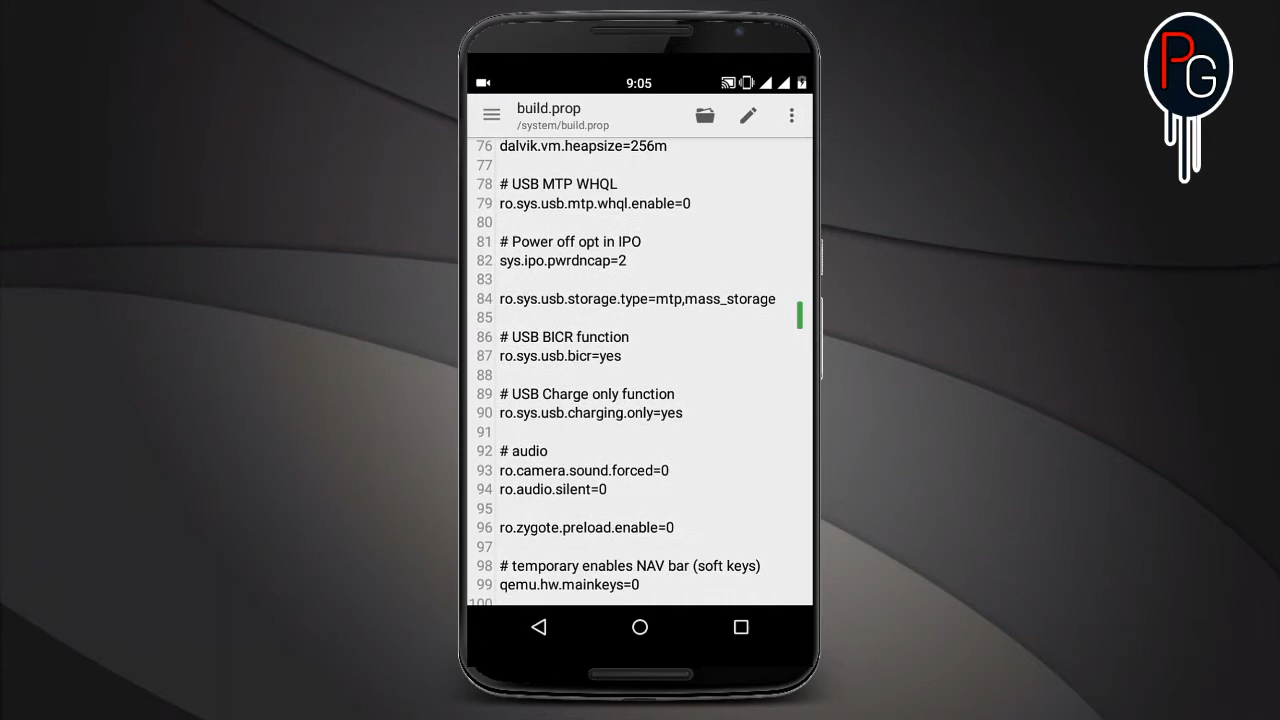 PG
9:05
build.prop
/system/build.prop
76 dalvik.vm.heapsize=256m
77
78 # USB MTP WHQL
79 ro.sys.usb.mtp.whql.enable=0
80
81 # Power off opt in IPO
82 sys.ipo.pwrdncap=2
83
84 ro.sys.usb.storage.type=mtp,mass_storage
85
86 # USB BICR function
87 ro.sys.usb.bicr=yes
88
89 # USB Charge only function
90 ro.sys.usb.charging.only=yes
91
92 # audio
93 ro.camera.sound.forced=0
94 ro.audio.silent=0
95
96 ro.zygote.preload.enable=0
97
98 # temporary enables NAV bar (soft keys)
99 qemu.hw.mainkeys=0
100